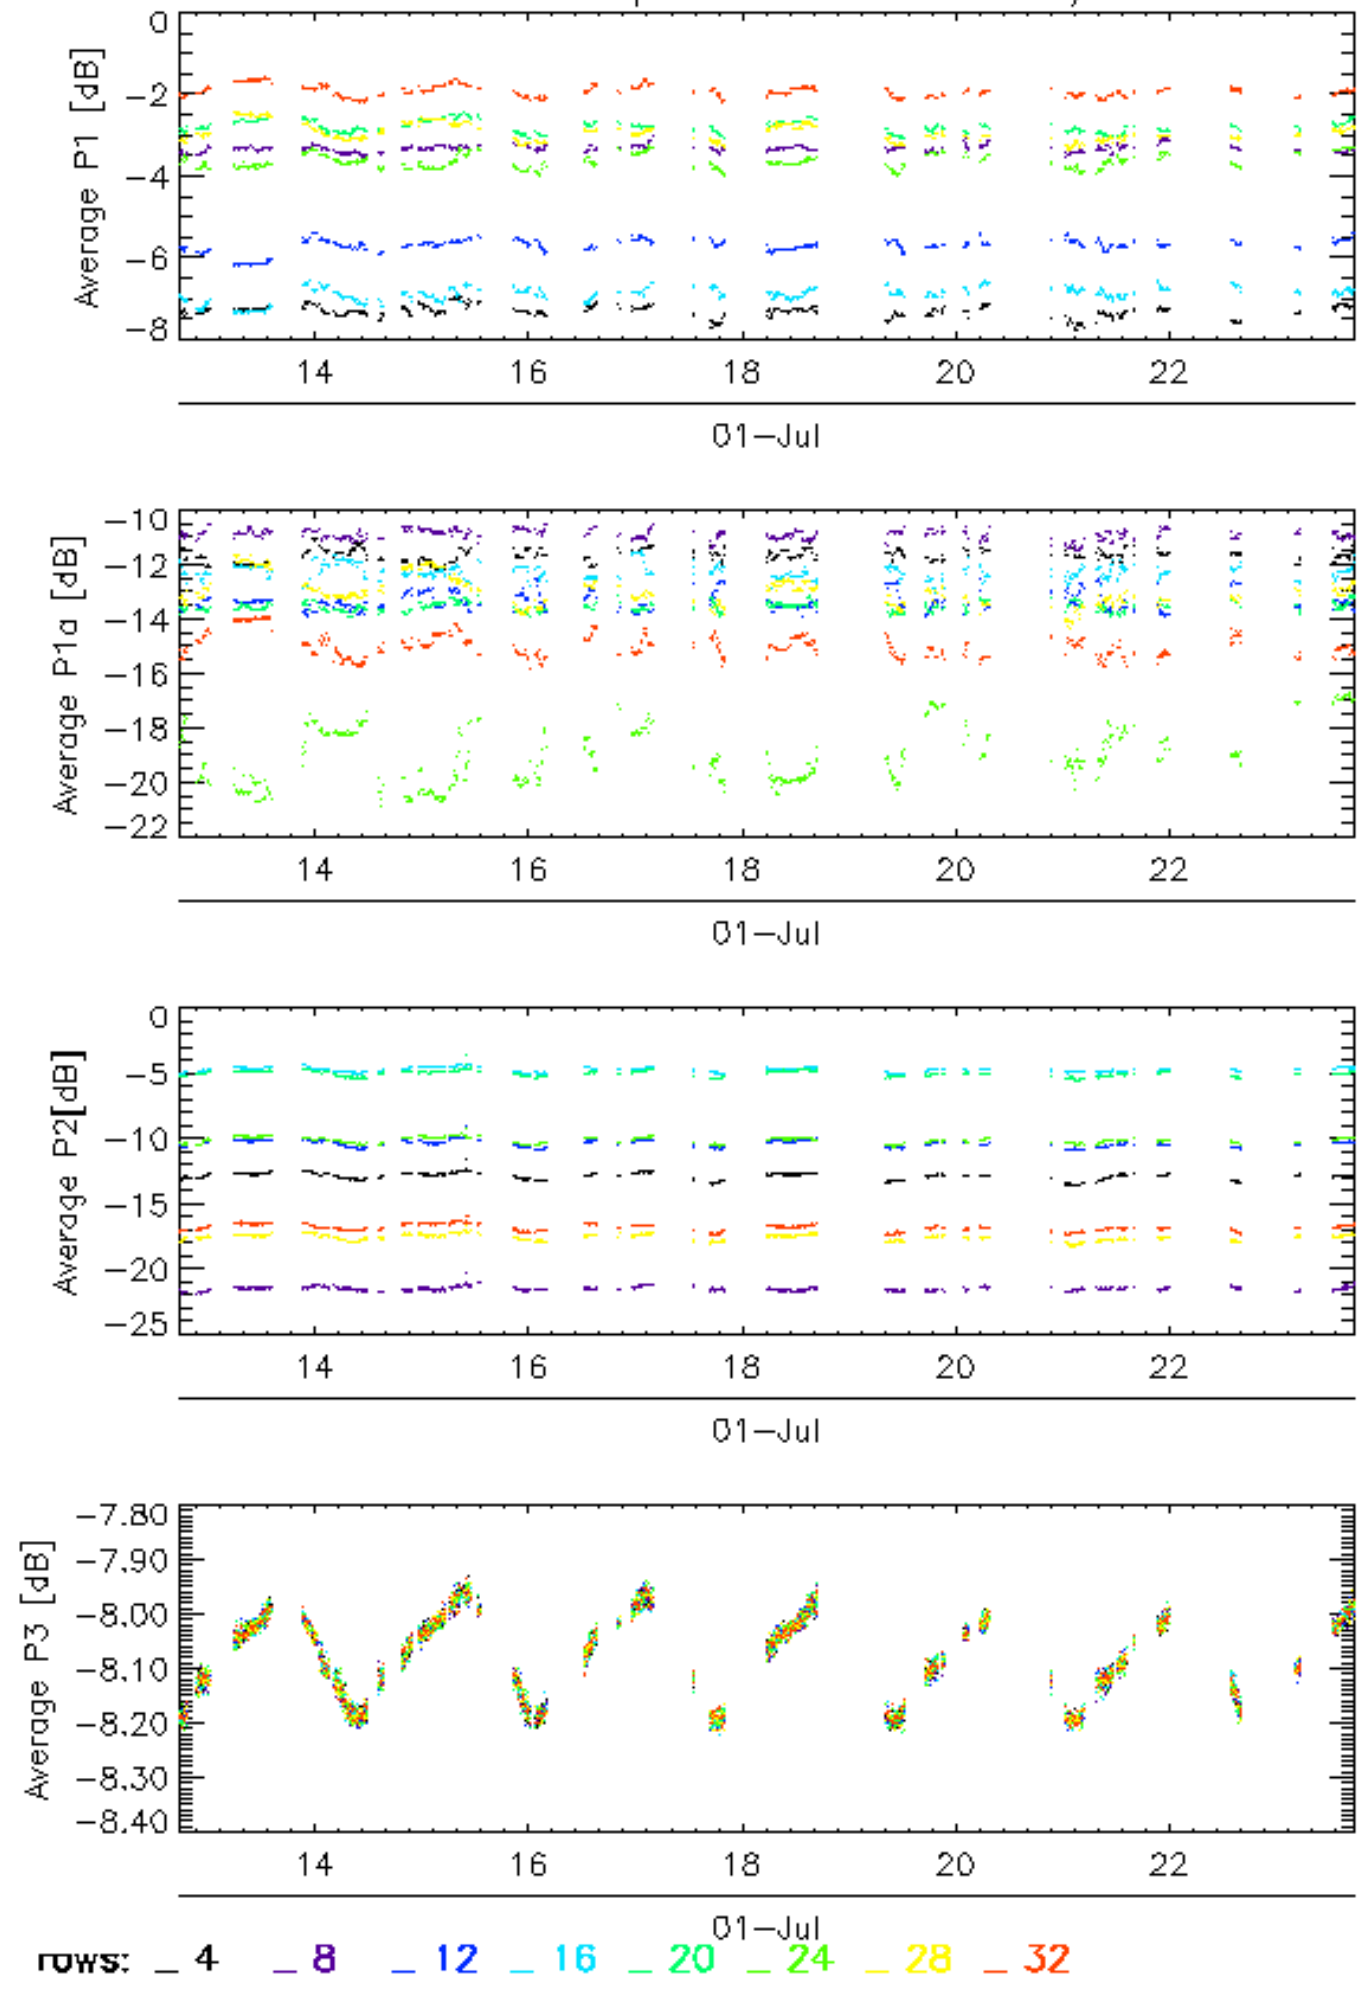 0
−2
−4
−6
−8
Average P1 [dB]
14 16 18 20 22
01−Jul
−10
−12
−14
−16
−18
−20
−22
Average P1a [dB]
14 16 18 20 22
01−Jul
0
−5
−10
−15
−20
−25
Average P2[dB]
14 16 18 20 22
01−Jul
−7.80
−7.90
−8.00
−8.10
−8.20
−8.30
−8.40
Average P3 [dB]
14 16 18 20 22
01−Jul
rows: _ 4 _ 8 _ 12 _ 16 _ 20 _ 24 _ 28 _ 32